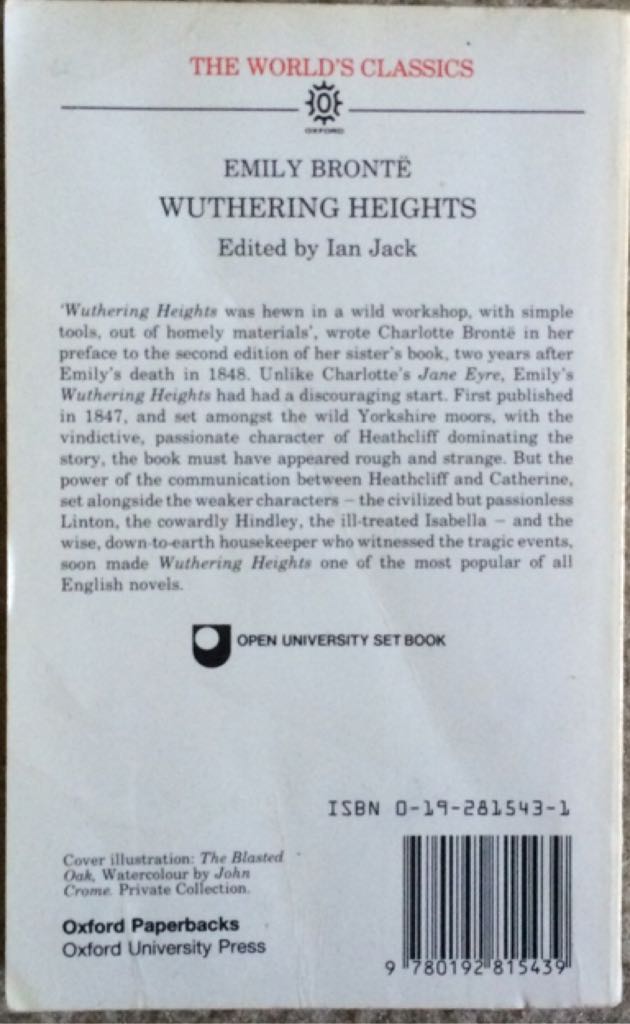 THE WORLD'S CLASSICS
OXFORD
EMILY BRONTË
WUTHERING HEIGHTS
Edited by Ian Jack
'Wuthering Heights was hewn in a wild workshop, with simple
tools, out of homely materials', wrote Charlotte Brontë in her
preface to the second edition of her sister's book, two years after
Emily's death in 1848. Unlike Charlotte's Jane Eyre, Emily's
Wuthering Heights had had a discouraging start. First published
in 1847, and set amongst the wild Yorkshire moors, with the
vindictive, passionate character of Heathcliff dominating the
story, the book must have appeared rough and strange. But the
power of the communication between Heathcliff and Catherine,
set alongside the weaker characters – the civilized but passionless
Linton, the cowardly Hindley, the ill-treated Isabella – and the
wise, down-to-earth housekeeper who witnessed the tragic events,
soon made Wuthering Heights one of the most popular of all
English novels.
OPEN UNIVERSITY SET BOOK
ISBN 0-19-281543-1
Cover illustration: The Blasted
Oak, Watercolour by John
Crome. Private Collection.
Oxford Paperbacks
Oxford University Press
9 780192 815439